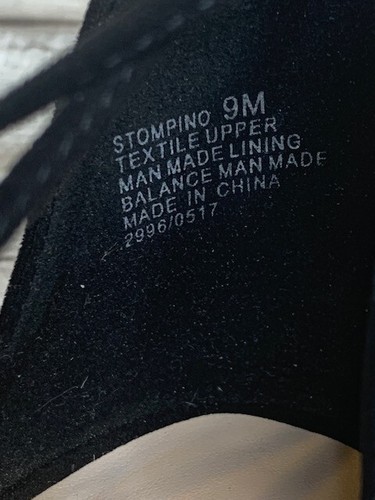 STOMPINO 9M
TEXTILE UPPER
MAN MADE LINING
BALANCE MAN MADE
MADE IN CHINA
2996/0517